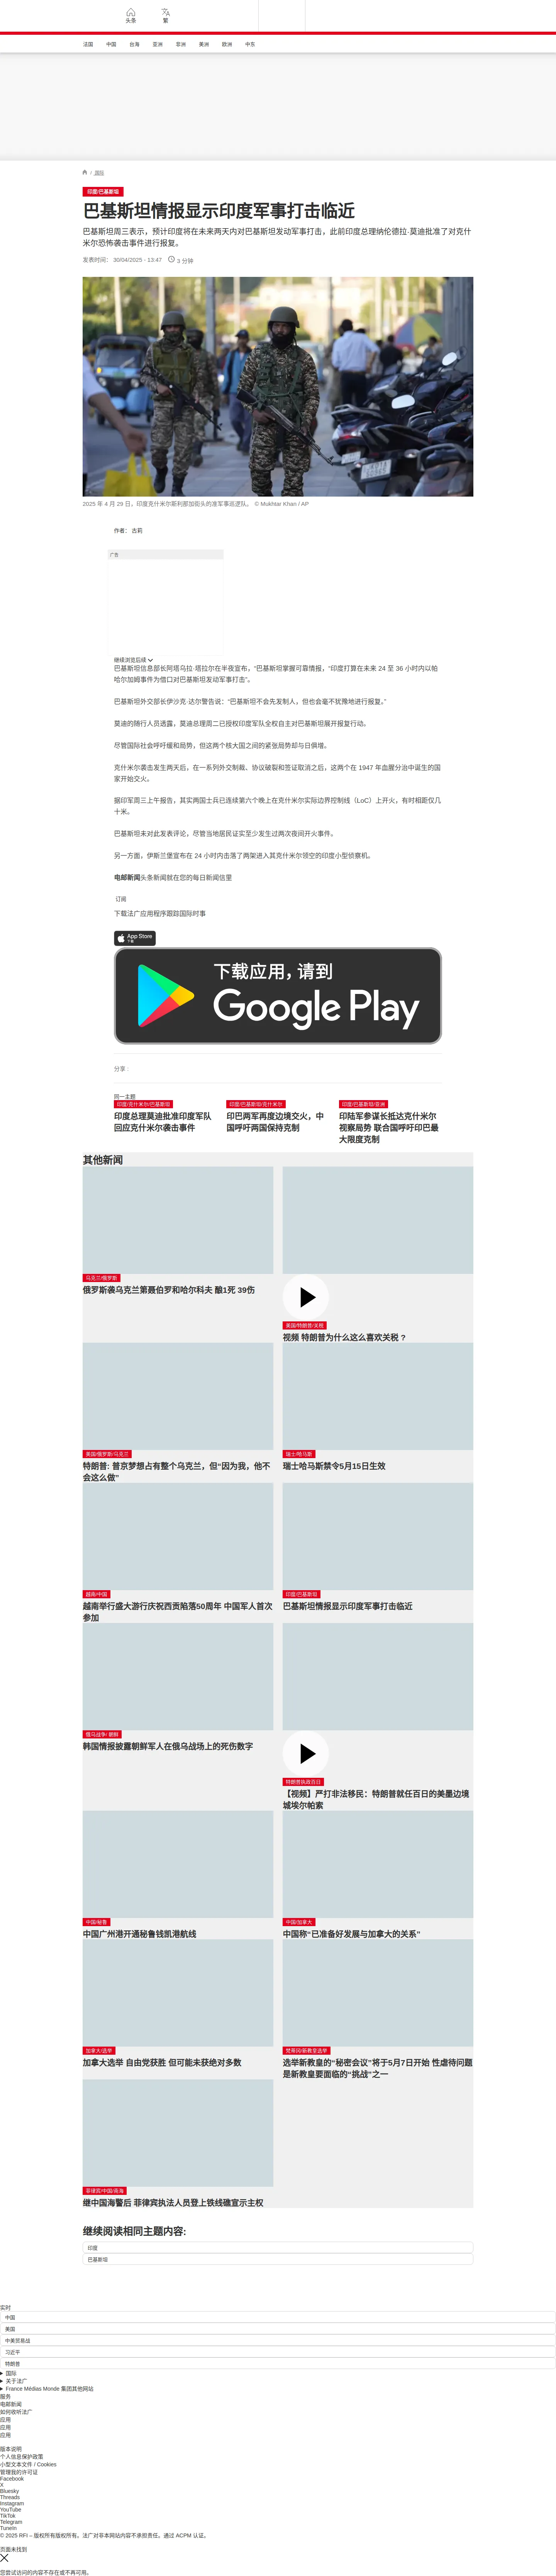 头条
繁
法国
中国
台海
亚洲
非洲
美洲
欧洲
中东
/ 国际
印度/巴基斯坦
巴基斯坦情报显示印度军事打击临近
巴基斯坦周三表示，预计印度将在未来两天内对巴基斯坦发动军事打击，此前印度总理纳伦德拉·莫迪批准了对克什
米尔恐怖袭击事件进行报复。
发表时间： 30/04/2025 - 13:47
3 分钟
2025 年 4 月 29 日，印度克什米尔斯利那加街头的准军事巡逻队。 © Mukhtar Khan / AP
作者： 古莉
广告
继续浏览后续
巴基斯坦信息部长阿塔乌拉·塔拉尔在半夜宣布，“巴基斯坦掌握可靠情报，“印度打算在未来 24 至 36 小时内以帕
哈尔加姆事件为借口对巴基斯坦发动军事打击”。
巴基斯坦外交部长伊沙克·达尔警告说：“巴基斯坦不会先发制人，但也会毫不犹豫地进行报复。”
莫迪的随行人员透露，莫迪总理周二已授权印度军队全权自主对巴基斯坦展开报复行动。
尽管国际社会呼吁缓和局势，但这两个核大国之间的紧张局势却与日俱增。
克什米尔袭击发生两天后，在一系列外交制裁、协议破裂和签证取消之后，这两个在 1947 年血腥分治中诞生的国
家开始交火。
据印军周三上午报告，其实两国士兵已连续第六个晚上在克什米尔实际边界控制线（LoC）上开火，有时相距仅几
十米。
巴基斯坦未对此发表评论，尽管当地居民证实至少发生过两次夜间开火事件。
另一方面，伊斯兰堡宣布在 24 小时内击落了两架进入其克什米尔领空的印度小型侦察机。
电邮新闻头条新闻就在您的每日新闻信里
订阅
下载法广应用程序跟踪国际时事
App Store
下载
下载应用，请到
Google Play
分享 :
同一主题
印度/克什米尔/巴基斯坦
印度总理莫迪批准印度军队
回应克什米尔袭击事件
印度/巴基斯坦/克什米尔
印巴两军再度边境交火，中
国呼吁两国保持克制
印度/巴基斯坦/亚洲
印陆军参谋长抵达克什米尔
视察局势 联合国呼吁印巴最
大限度克制
其他新闻
乌克兰/俄罗斯
俄罗斯袭乌克兰第聂伯罗和哈尔科夫 酿1死 39伤
美国/特朗普/关税
视频 特朗普为什么这么喜欢关税 ?
美国/俄罗斯/乌克兰
特朗普: 普京梦想占有整个乌克兰，但“因为我，他不
会这么做”
瑞士/哈马斯
瑞士哈马斯禁令5月15日生效
越南/中国
越南举行盛大游行庆祝西贡陷落50周年 中国军人首次
参加
印度/巴基斯坦
巴基斯坦情报显示印度军事打击临近
俄乌战争/ 朝鲜
韩国情报披露朝鲜军人在俄乌战场上的死伤数字
特朗普执政百日
【视频】严打非法移民：特朗普就任百日的美墨边境
城埃尔帕索
中国/秘鲁
中国广州港开通秘鲁钱凯港航线
中国/加拿大
中国称“已准备好发展与加拿大的关系”
加拿大/选举
加拿大选举 自由党获胜 但可能未获绝对多数
梵蒂冈/新教皇选举
选举新教皇的“秘密会议”将于5月7日开始 性虐待问题
是新教皇要面临的“挑战”之一
菲律宾/中国/南海
继中国海警后 菲律宾执法人员登上铁线礁宣示主权
继续阅读相同主题内容:
印度
巴基斯坦
实时
中国
美国
中美贸易战
习近平
特朗普
国际
关于法广
France Médias Monde 集团其他网站
服务
电邮新闻
如何收听法广
应用
应用
应用
版本说明
个人信息保护政策
小型文本文件 / Cookies
管理我的许可证
Facebook
X
Bluesky
Threads
Instagram
YouTube
TikTok
Telegram
TuneIn
© 2025 RFI – 版权所有版权所有。法广对非本网站内容不承担责任。通过 ACPM 认证。
页面未找到
您尝试访问的内容不存在或不再可用。